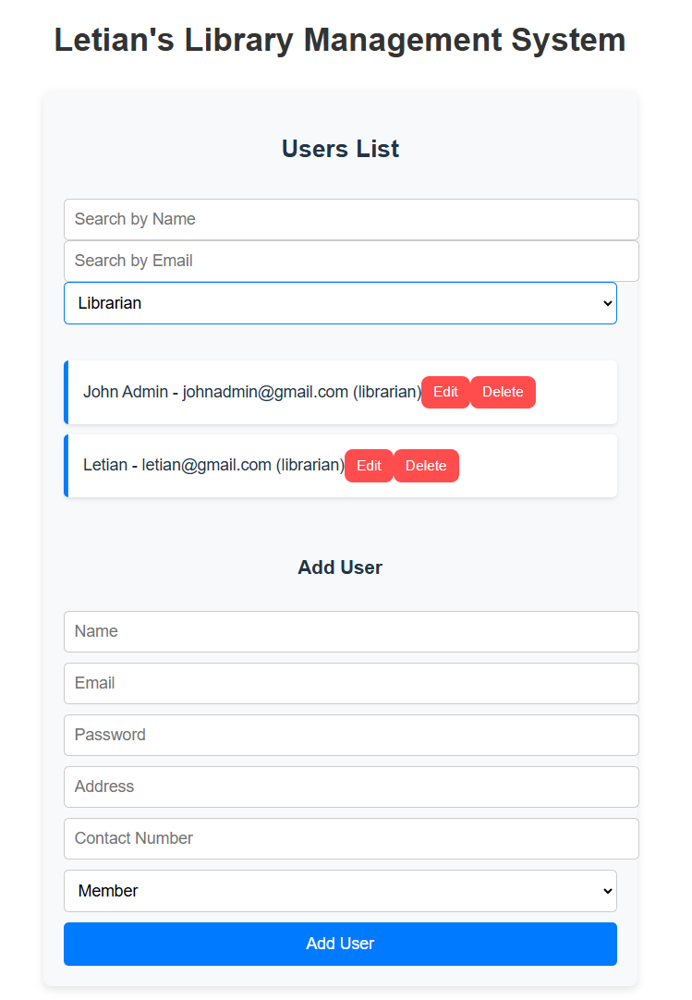 Letian's Library Management System
Users List
Search by Name
Search by Email
Librarian
John Admin - johnadmin@gmail.com (librarian) Edit Delete
Letian - letian@gmail.com (librarian) Edit Delete
Add User
Name
Email
Password
Address
Contact Number
Member
Add User